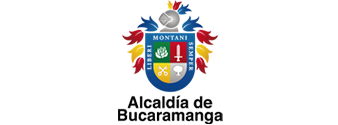 LIBERI MONTANI SEMPER
Alcaldía de
Bucaramanga